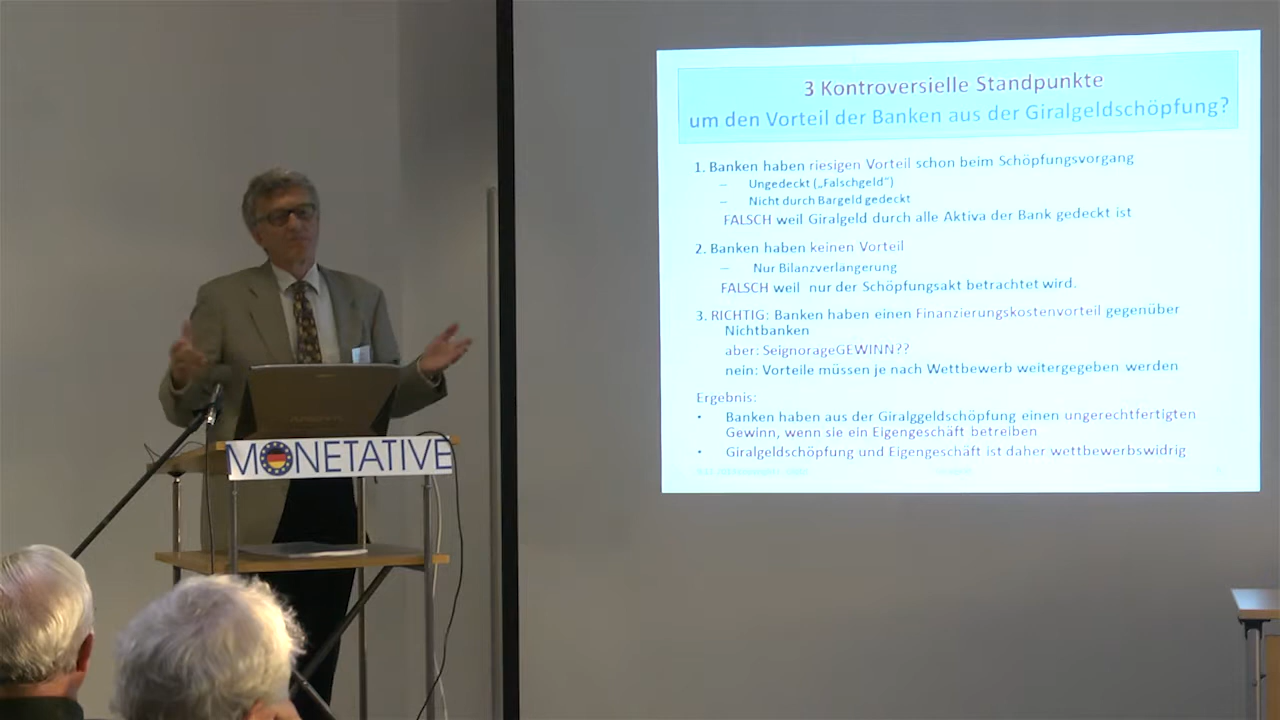 3 Kontroversielle Standpunkte
um den Vorteil der Banken aus der Giralgeldschöpfung?
1. Banken haben riesigen Vorteil schon beim Schöpfungsvorgang
– Ungedeckt („Falschgeld“)
– Nicht durch Bargeld gedeckt
FALSCH weil Giralgeld durch alle Aktiva der Bank gedeckt ist
2. Banken haben keinen Vorteil
– Nur Bilanzverlängerung
FALSCH weil nur der Schöpfungsakt betrachtet wird.
3. RICHTIG: Banken haben einen Finanzierungskostenvorteil gegenüber
Nichtbanken
aber: SeignorageGEWINN??
nein: Vorteile müssen je nach Wettbewerb weitergegeben werden
Ergebnis:
• Banken haben aus der Giralggeldschöpfung einen ungerechtfertigten
Gewinn, wenn sie ein Eigengeschäft betreiben
• Giralgeldschöpfung und Eigengeschäft ist daher wettbewerbswidrig
MONETATIVE